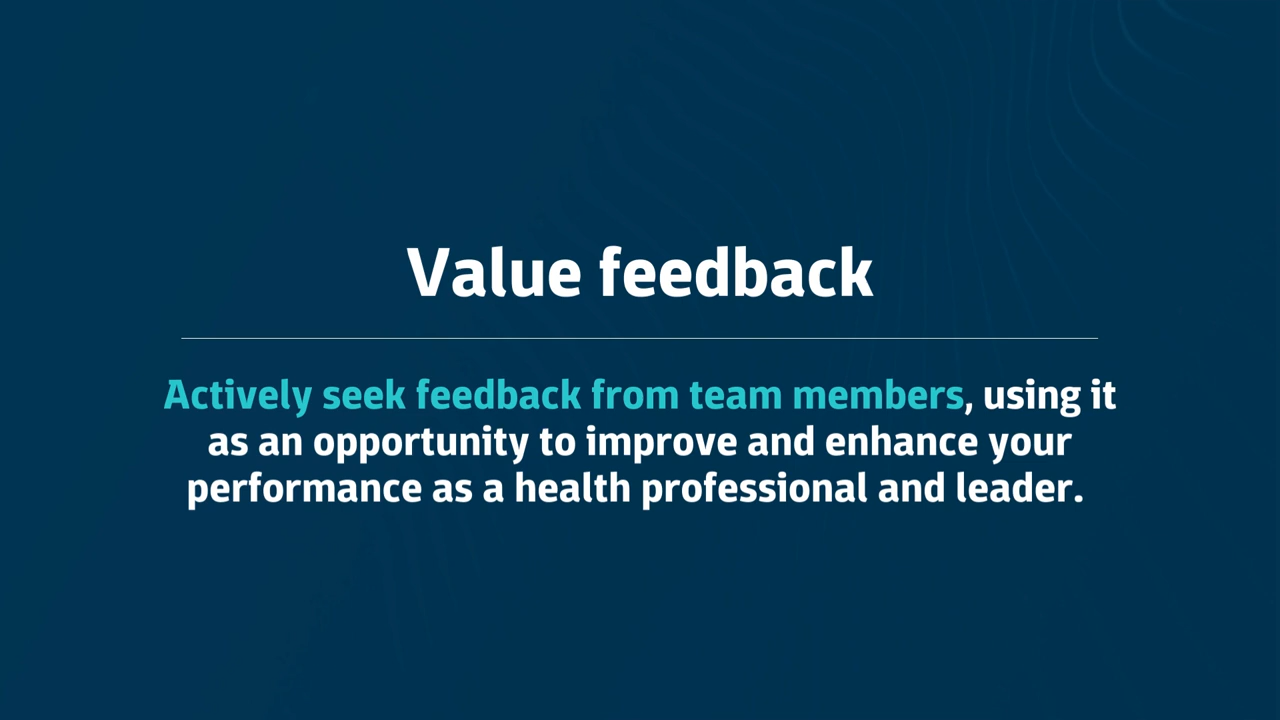 Value feedback
Actively seek feedback from team members, using it
as an opportunity to improve and enhance your
performance as a health professional and leader.